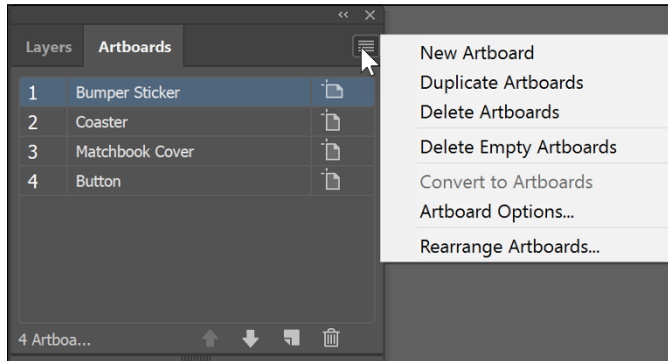 Layers Artboards
1 Bumper Sticker
2 Coaster
3 Matchbook Cover
4 Button
4 Artboa...
New Artboard
Duplicate Artboards
Delete Artboards
Delete Empty Artboards
Convert to Artboards
Artboard Options...
Rearrange Artboards...